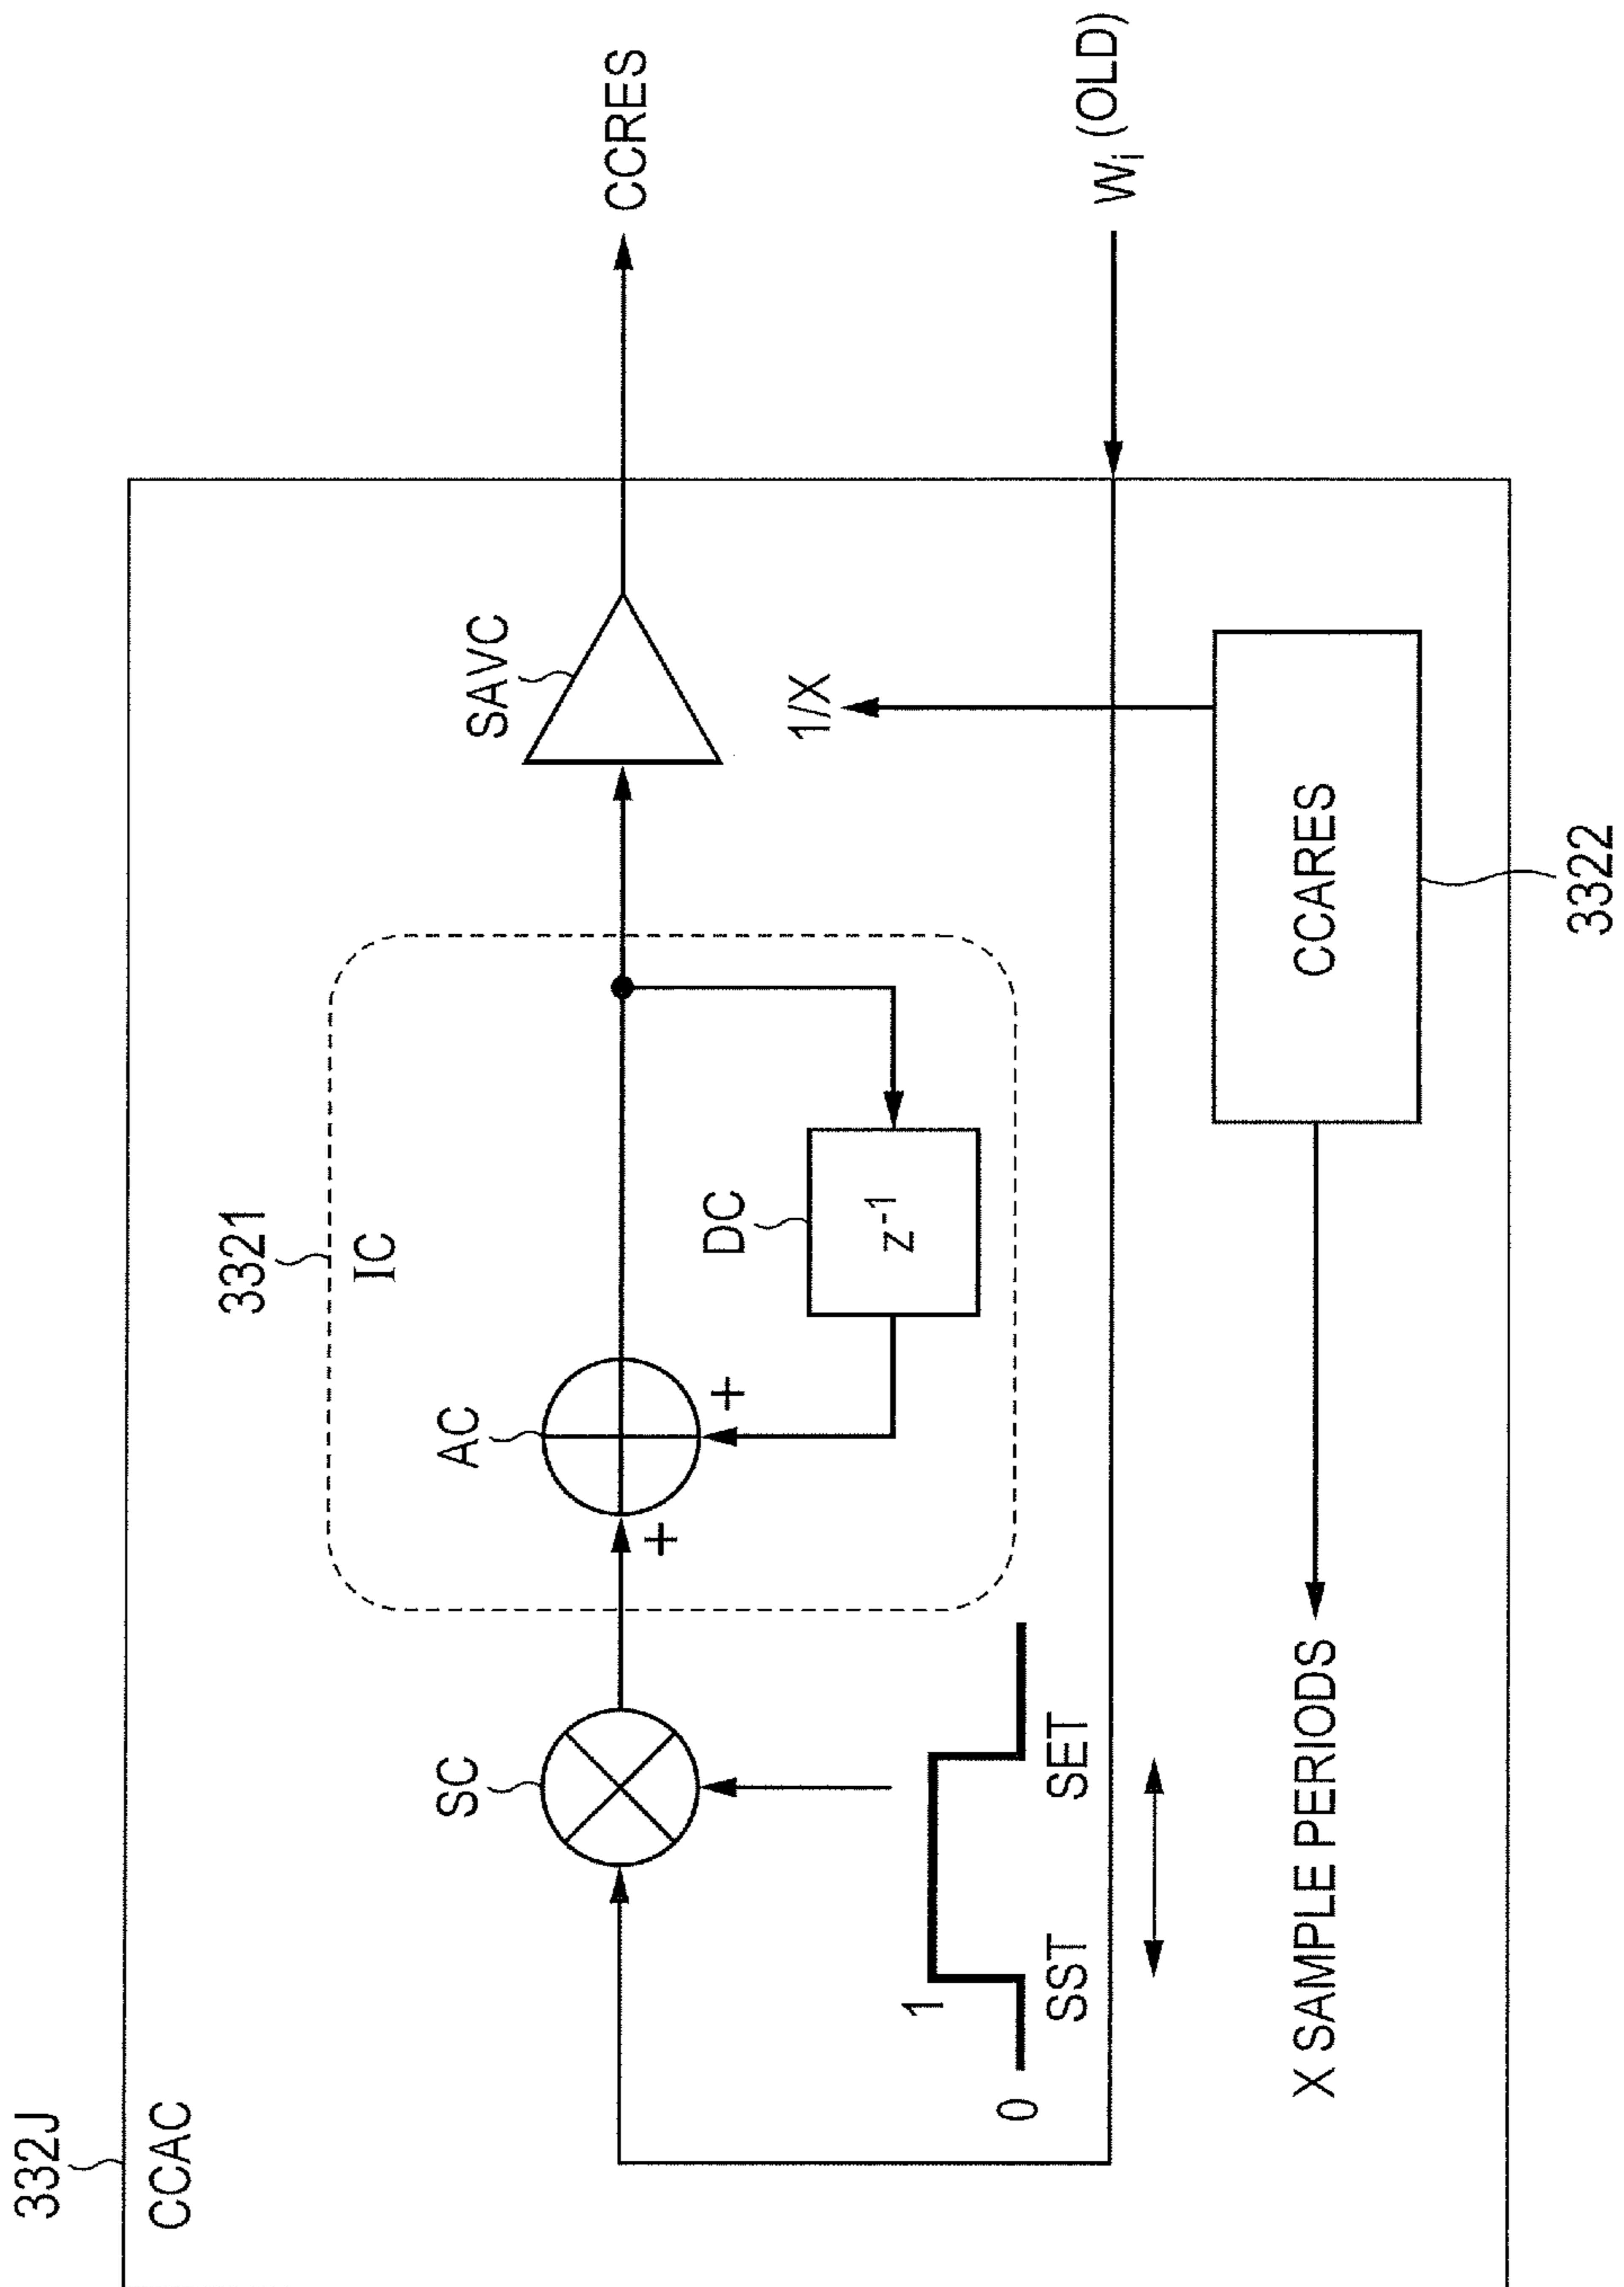 332J
CCAC
3321
IC
SC
AC
DC
z⁻¹
SAVC
CCRES
+
+
1/X
1
0
SST
SET
Wᵢ (OLD)
X SAMPLE PERIODS
CCARES
3322